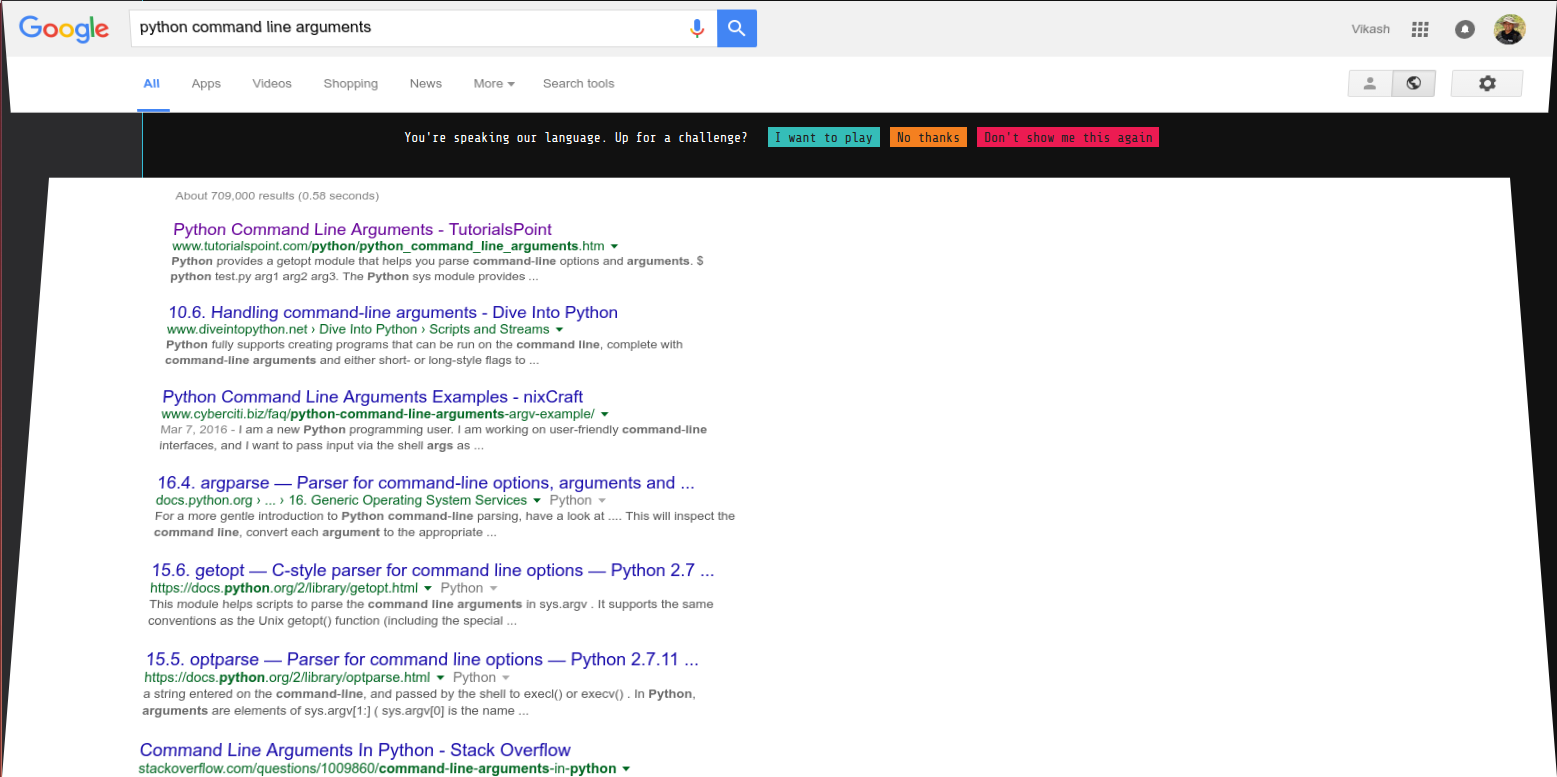 Google
python command line arguments
Vikash
All Apps Videos Shopping News More Search tools
You're speaking our language. Up for a challenge? I want to play No thanks Don't show me this again
About 709,000 results (0.58 seconds)
Python Command Line Arguments - TutorialsPoint
www.tutorialspoint.com/python/python_command_line_arguments.htm
Python provides a getopt module that helps you parse command-line options and arguments. $
python test.py arg1 arg2 arg3. The Python sys module provides ...
10.6. Handling command-line arguments - Dive Into Python
www.diveintopython.net › Dive Into Python › Scripts and Streams
Python fully supports creating programs that can be run on the command line, complete with
command-line arguments and either short- or long-style flags to ...
Python Command Line Arguments Examples - nixCraft
www.cyberciti.biz/faq/python-command-line-arguments-argv-example/
Mar 7, 2016 - I am a new Python programming user. I am working on user-friendly command-line
interfaces, and I want to pass input via the shell args as ...
16.4. argparse — Parser for command-line options, arguments and ...
docs.python.org › ... › 16. Generic Operating System Services Python
For a more gentle introduction to Python command-line parsing, have a look at .... This will inspect the
command line, convert each argument to the appropriate ...
15.6. getopt — C-style parser for command line options — Python 2.7 ...
https://docs.python.org/2/library/getopt.html Python
This module helps scripts to parse the command line arguments in sys.argv . It supports the same
conventions as the Unix getopt() function (including the special ...
15.5. optparse — Parser for command line options — Python 2.7.11 ...
https://docs.python.org/2/library/optparse.html Python
a string entered on the command-line, and passed by the shell to execl() or execv() . In Python,
arguments are elements of sys.argv[1:] ( sys.argv[0] is the name ...
Command Line Arguments In Python - Stack Overflow
stackoverflow.com/questions/1009860/command-line-arguments-in-python